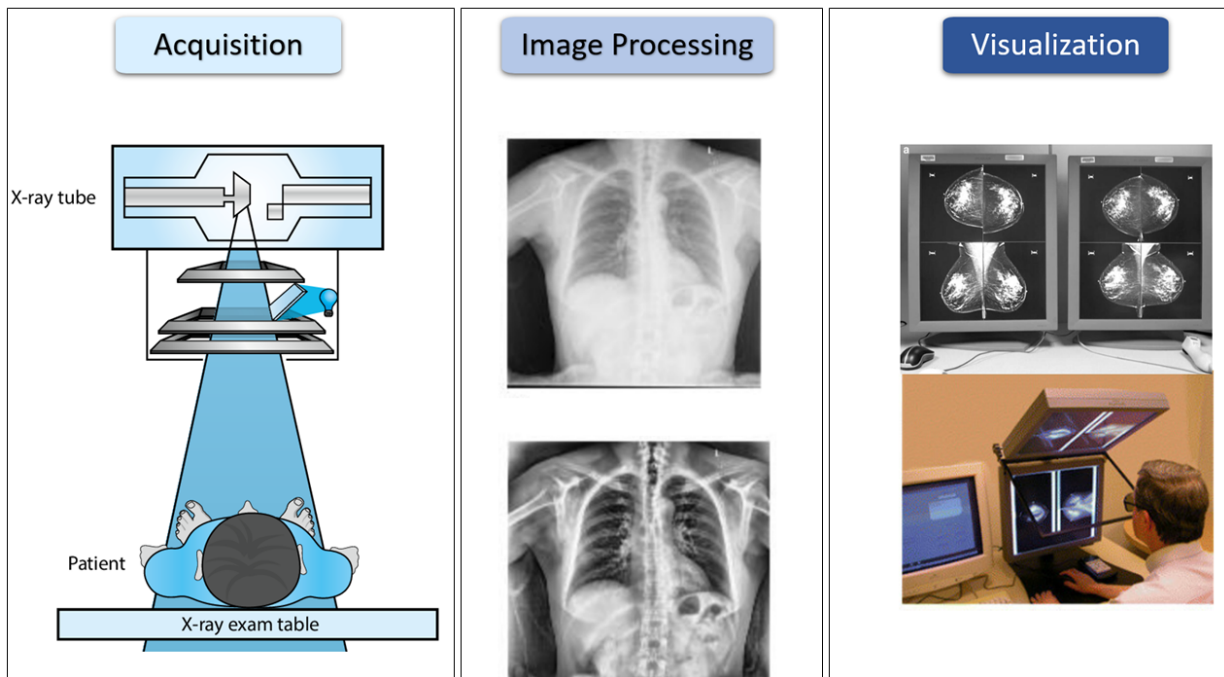 Acquisition
X-ray tube
Patient
X-ray exam table
Image Processing
L
Visualization
a